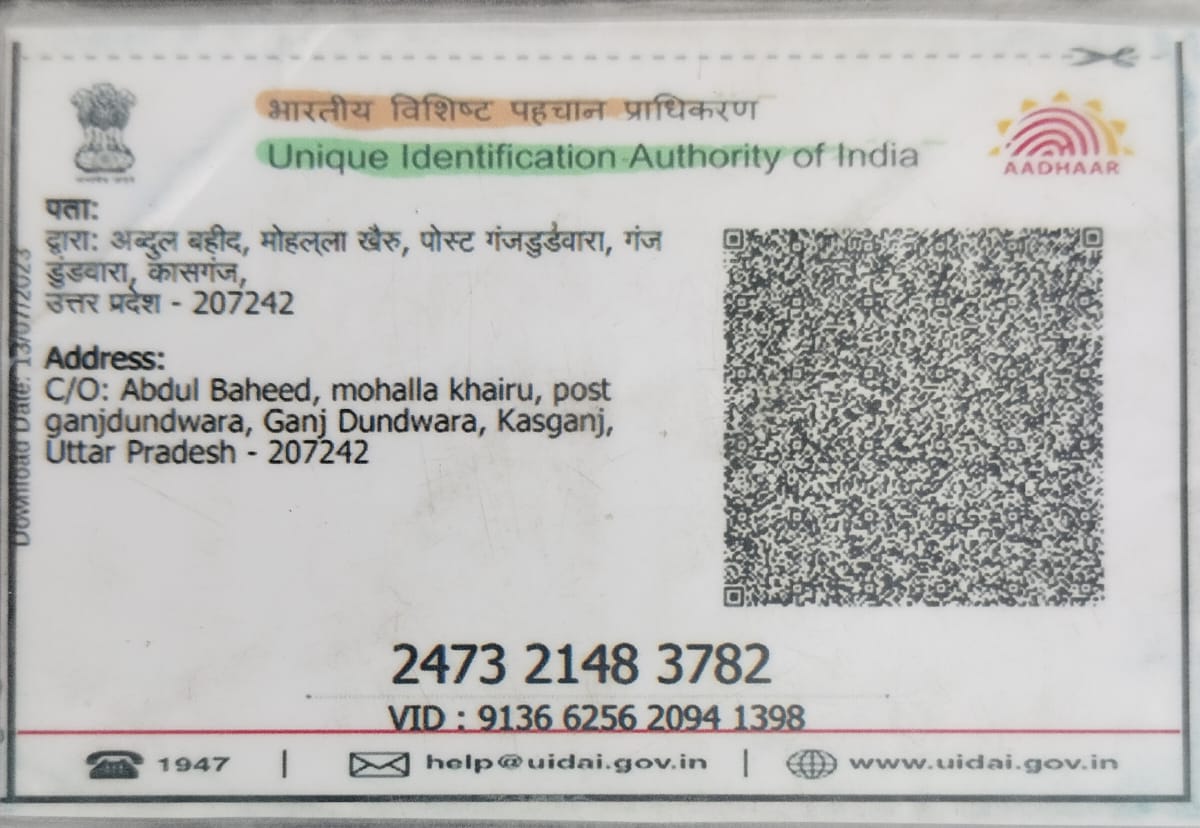 भारतीय विशिष्ट पहचान प्राधिकरण
Unique Identification Authority of India
AADHAAR
पता:
द्वारा: अब्दुल बहीद, मोहल्ला खैरु, पोस्ट गंजडुर्डवारा, गंज
डुंडवारा, कासगंज,
उत्तर प्रदेश - 207242
Address:
C/O: Abdul Baheed, mohalla khairu, post
ganjdundwara, Ganj Dundwara, Kasganj,
Uttar Pradesh - 207242
Download Date: 13/07/2023
2473 2148 3782
VID : 9136 6256 2094 1398
1947 | help@uidai.gov.in | www.uidai.gov.in